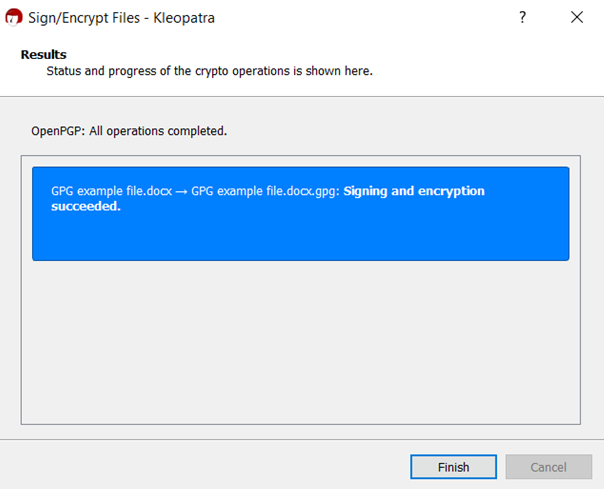 Sign/Encrypt Files - Kleopatra
?
Results
Status and progress of the crypto operations is shown here.
OpenPGP: All operations completed.
GPG example file.docx → GPG example file.docx.gpg: Signing and encryption
succeeded.
Finish
Cancel